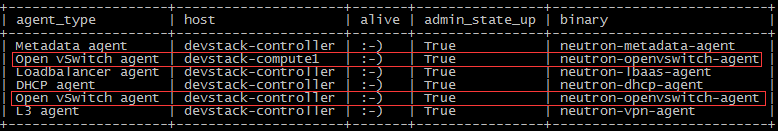 | agent_type | host | alive | admin_state_up | binary |
| Metadata agent | devstack-controller | :-) | True | neutron-metadata-agent |
| Open vSwitch agent | devstack-compute1 | :-) | True | neutron-openvswitch-agent |
| Loadbalancer agent | devstack-controller | :-) | True | neutron-lbaas-agent |
| DHCP agent | devstack-controller | :-) | True | neutron-dhcp-agent |
| Open vSwitch agent | devstack-controller | :-) | True | neutron-openvswitch-agent |
| L3 agent | devstack-controller | :-) | True | neutron-vpn-agent |